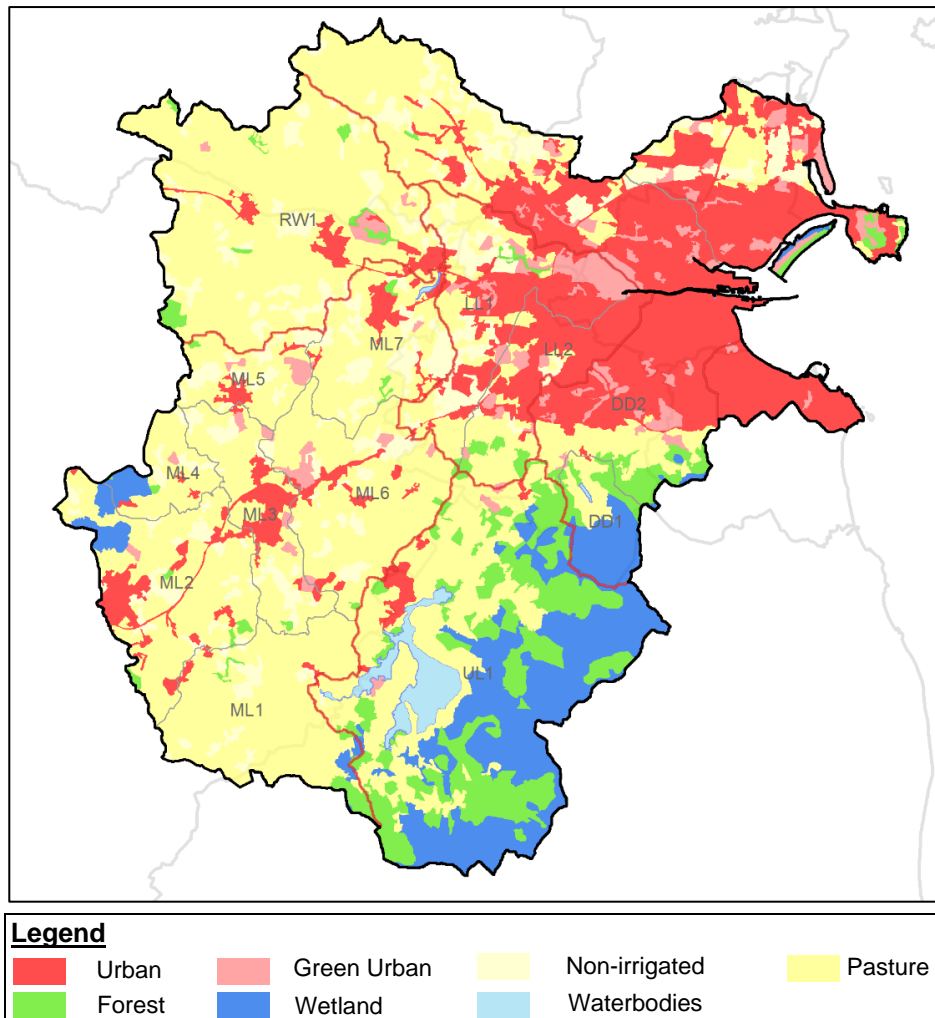 RW1
LL1
ML7
LL2
ML5
DD2
ML4
ML6
ML3
DD1
ML2
UL1
ML1
Legend
Urban Green Urban Non-irrigated Pasture
Forest Wetland Waterbodies